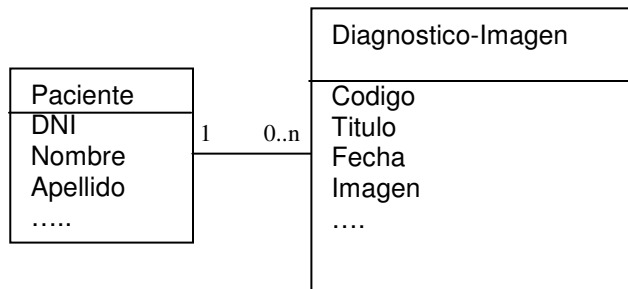 Paciente
DNI
Nombre
Apellido
…..
1
0..n
Diagnostico-Imagen
Codigo
Titulo
Fecha
Imagen
….